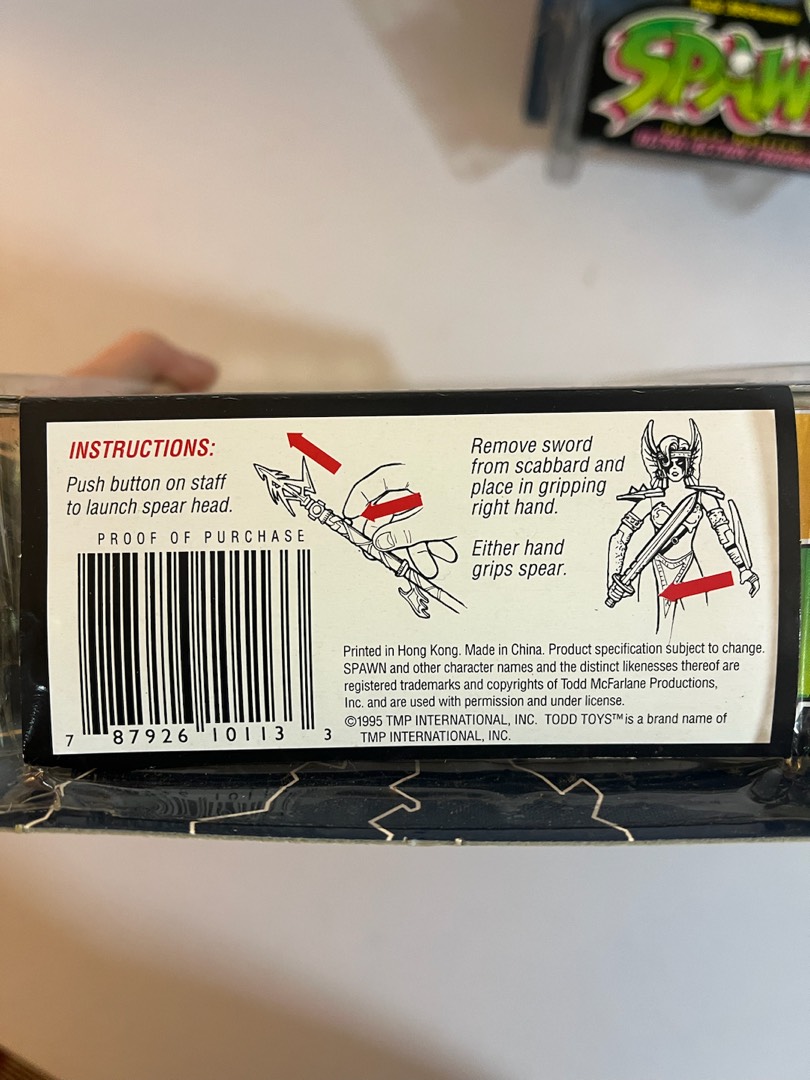 SPAW
INSTRUCTIONS:
Push button on staff
to launch spear head.
PROOF OF PURCHASE
7 87926 10113 3
Remove sword
from scabbard and
place in gripping
right hand.
Either hand
grips spear.
Printed in Hong Kong. Made in China. Product specification subject to change.
SPAWN and other character names and the distinct likenesses thereof are
registered trademarks and copyrights of Todd McFarlane Productions,
Inc. and are used with permission and under license.
©1995 TMP INTERNATIONAL, INC. TODD TOYS™ is a brand name of
TMP INTERNATIONAL, INC.